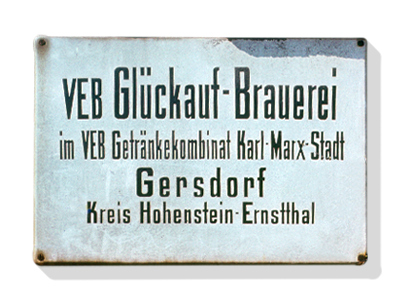 VEB Glückauf-Brauerei
im VEB Getränkekombinat Karl-Marx-Stadt
Gersdorf
Kreis Hohenstein-Ernstthal